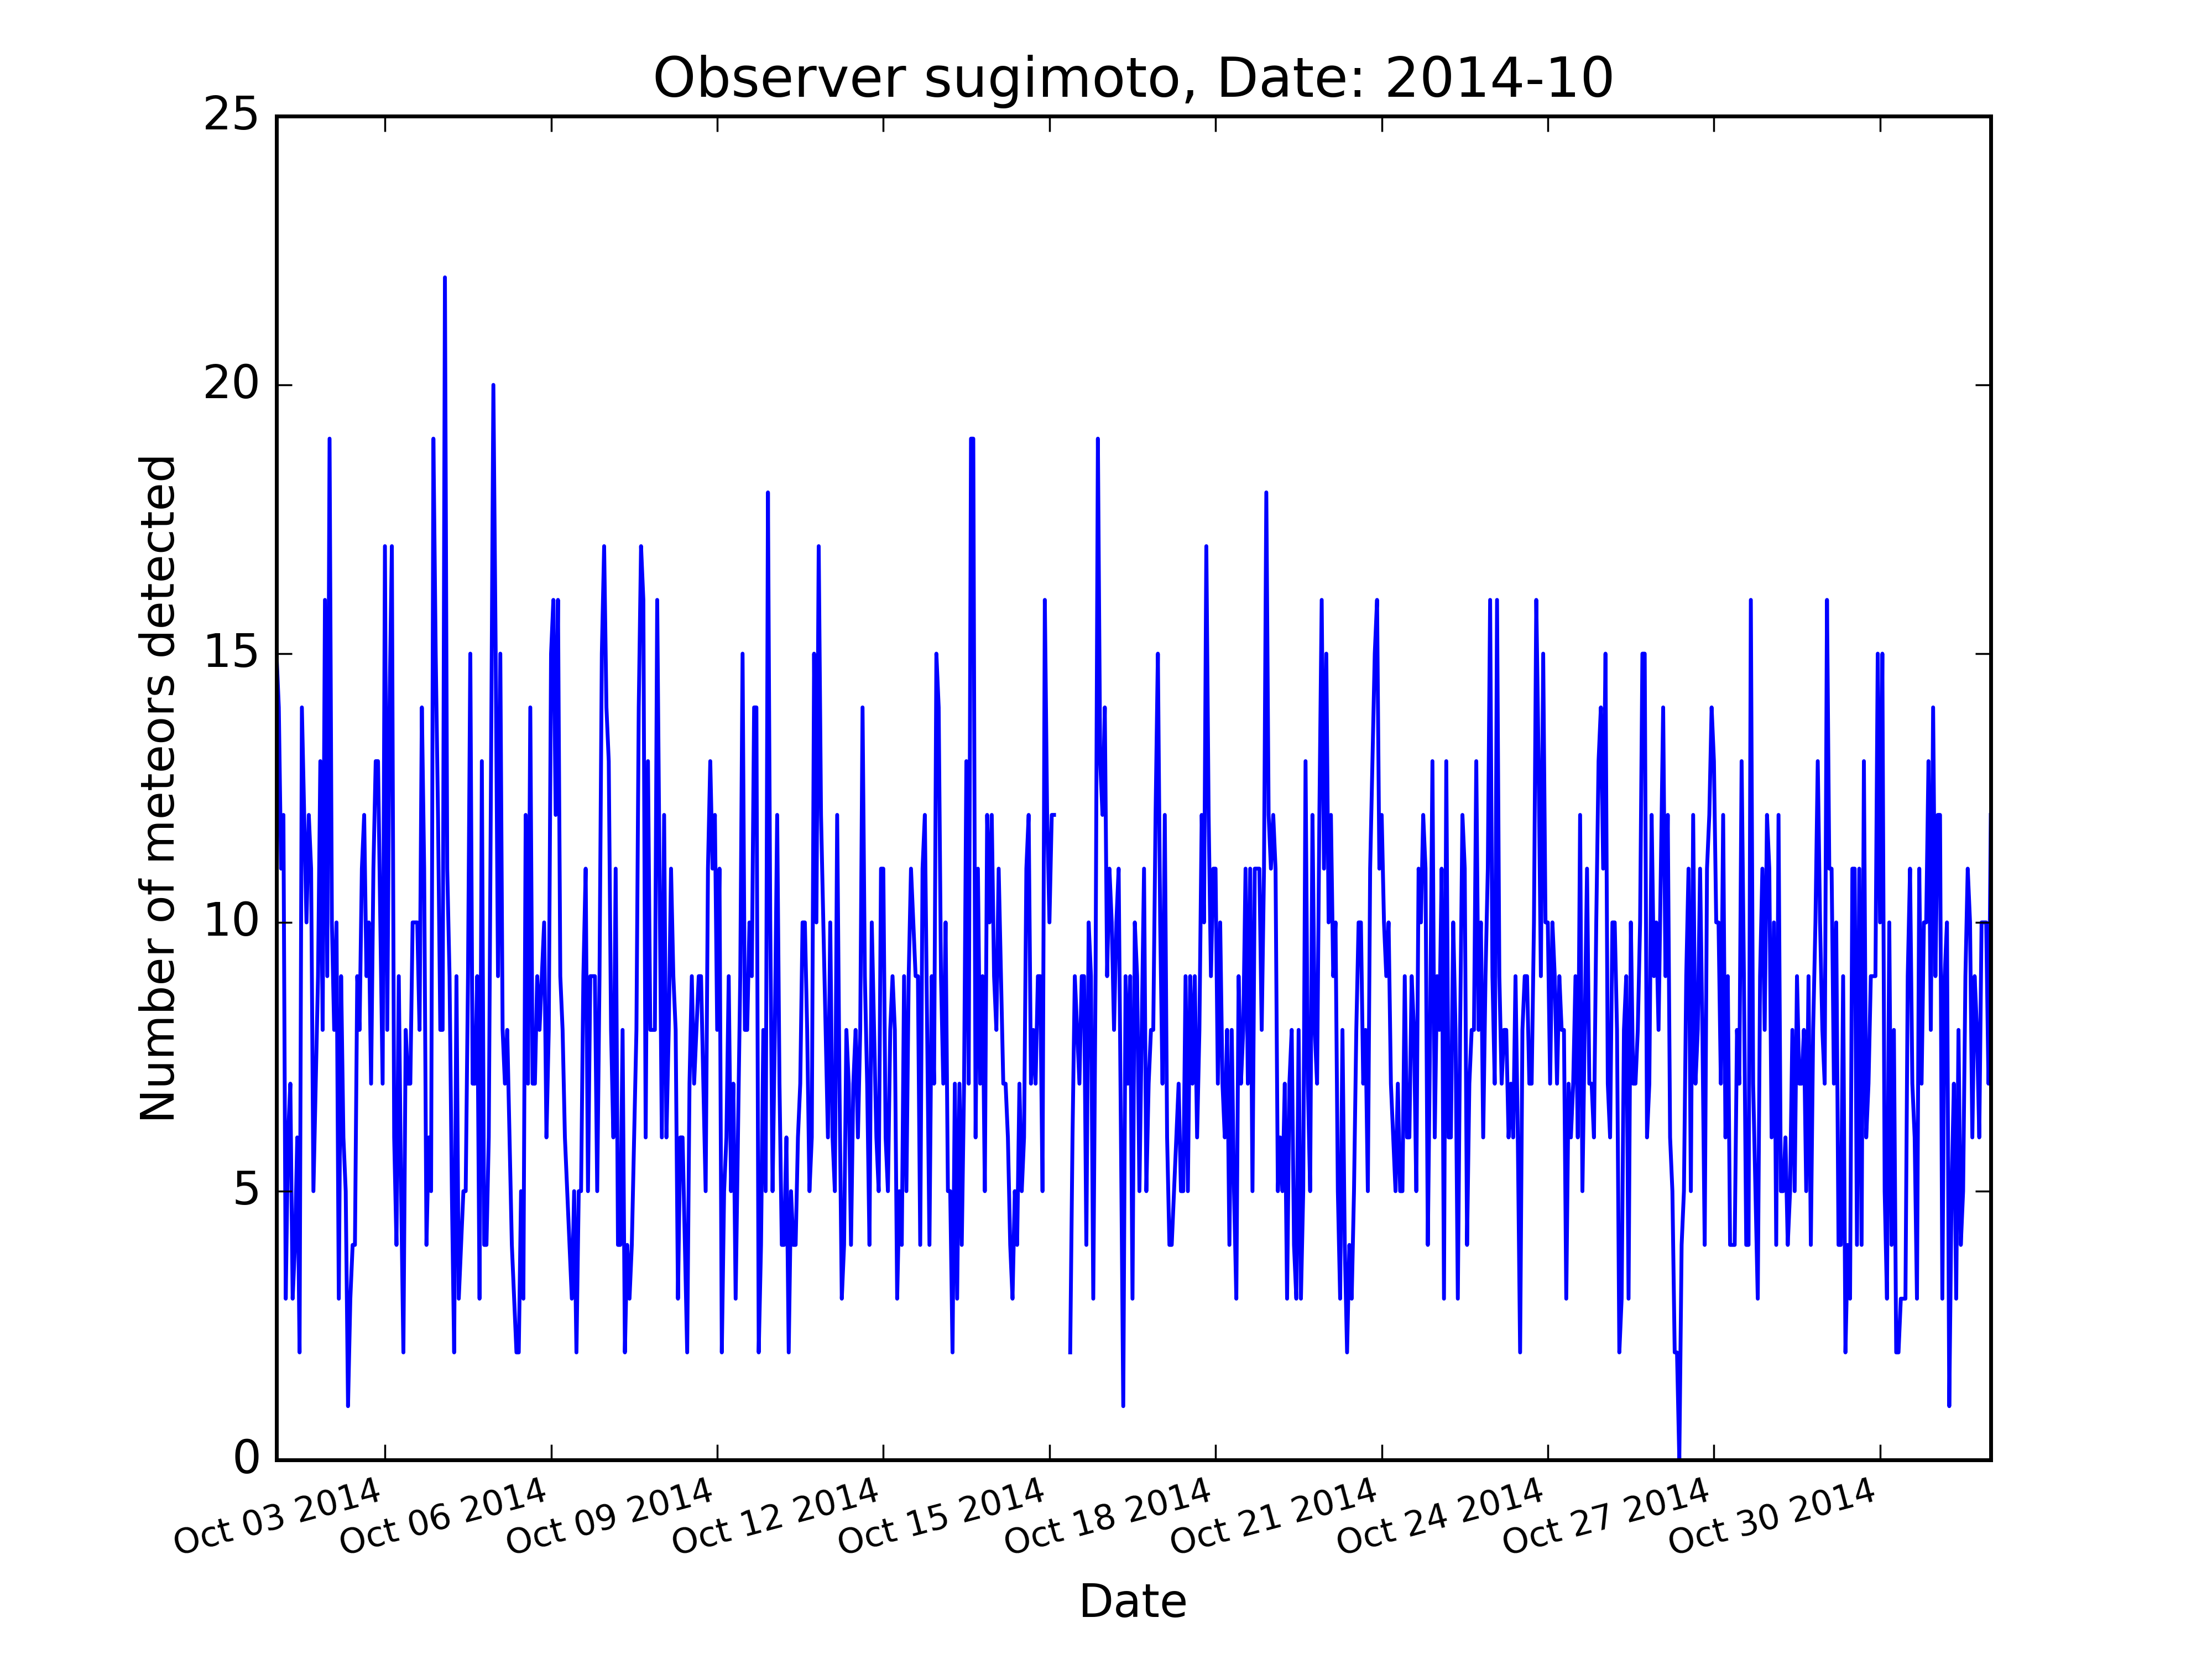 Observer sugimoto, Date: 2014-10
Number of meteors detected
25
20
15
10
5
0
Oct 03 2014
Oct 06 2014
Oct 09 2014
Oct 12 2014
Oct 15 2014
Oct 18 2014
Oct 21 2014
Oct 24 2014
Oct 27 2014
Oct 30 2014
Date